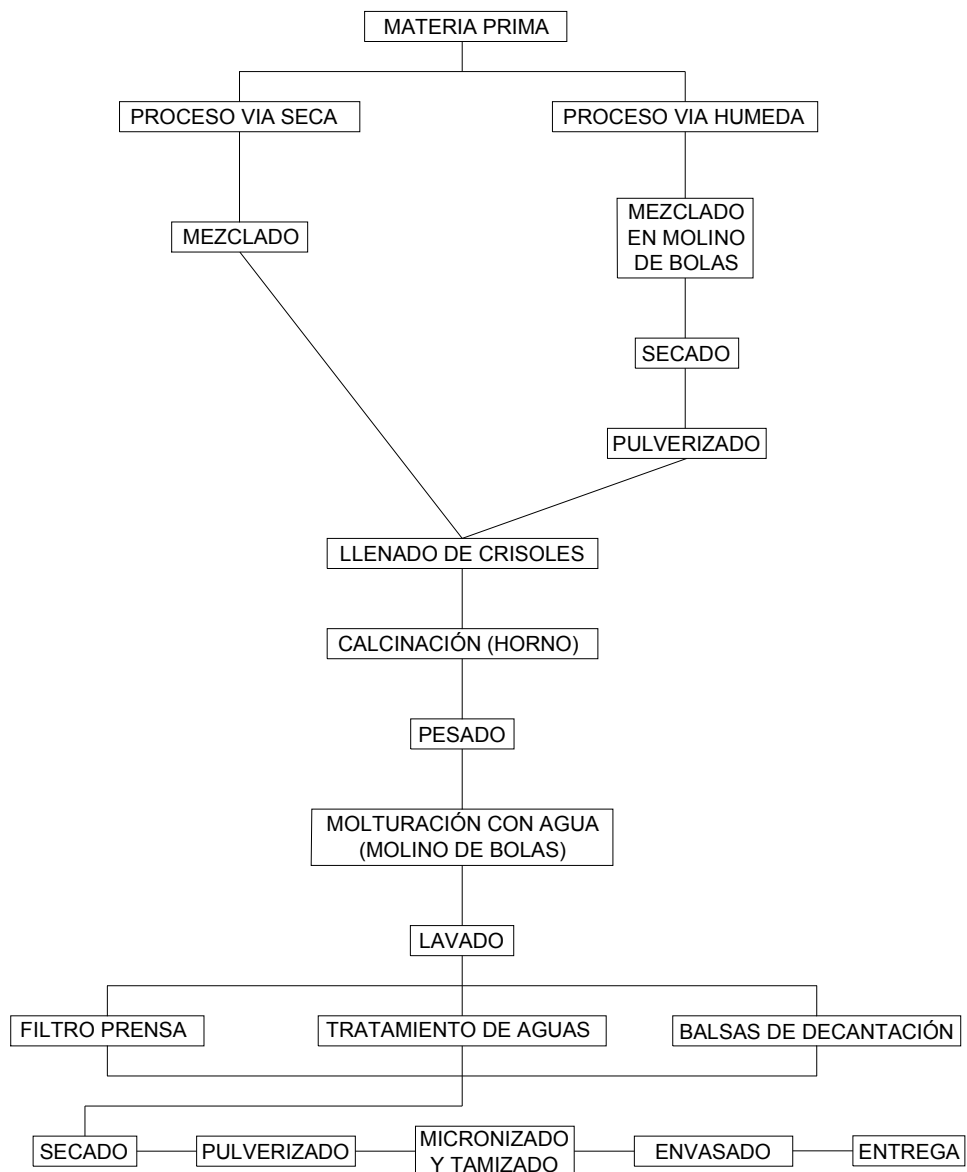 MATERIA PRIMA
PROCESO VIA SECA
PROCESO VIA HUMEDA
MEZCLADO
MEZCLADO
EN MOLINO
DE BOLAS
SECADO
PULVERIZADO
LLENADO DE CRISOLES
CALCINACIÓN (HORNO)
PESADO
MOLTURACIÓN CON AGUA
(MOLINO DE BOLAS)
LAVADO
FILTRO PRENSA
TRATAMIENTO DE AGUAS
BALSAS DE DECANTACIÓN
SECADO
PULVERIZADO
MICRONIZADO
Y TAMIZADO
ENVASADO
ENTREGA